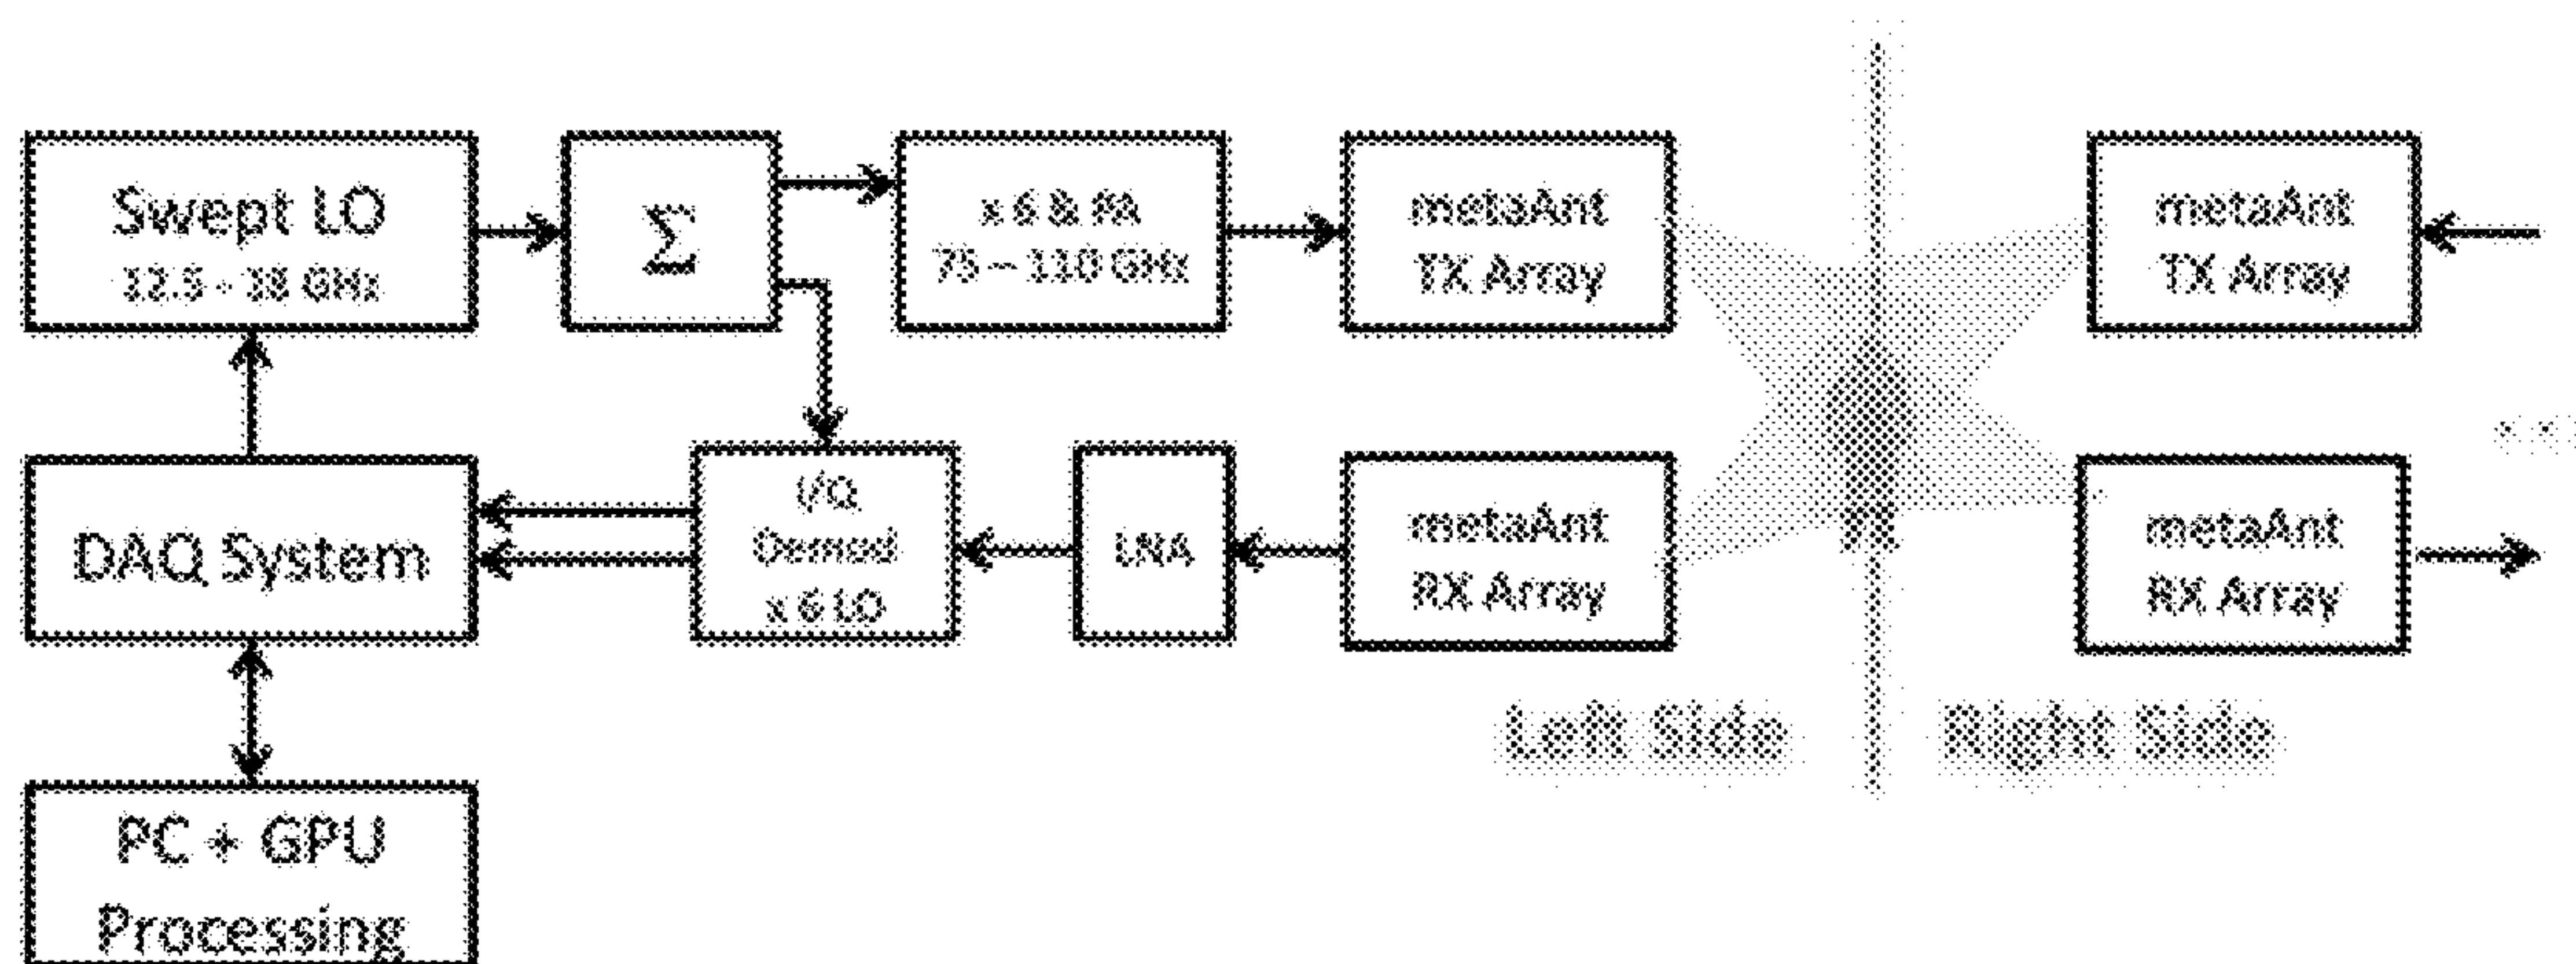 Swept LO
12.5 - 18 GHz
Σ
x 6 & PA
75 – 110 GHz
metaAnt
TX Array
metaAnt
TX Array
DAQ System
I/Q
Demod
x 6 LO
LNA
metaAnt
RX Array
metaAnt
RX Array
Left Side
Right Side
PC + GPU
Processing